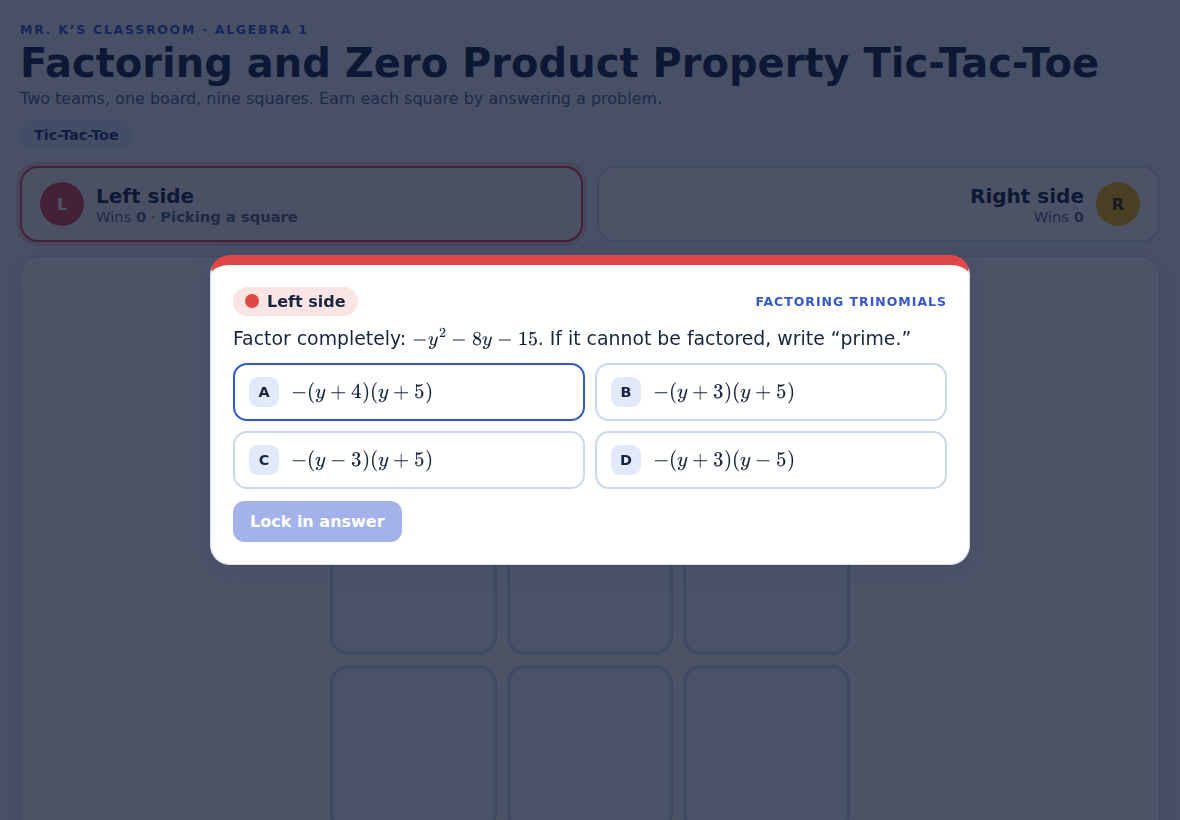 MR. K’S CLASSROOM · ALGEBRA 1
Factoring and Zero Product Property Tic-Tac-Toe
Two teams, one board, nine squares. Earn each square by answering a problem.
Tic-Tac-Toe
L
Left side
Wins 0 · Picking a square
Right side
Wins 0
R
Left side
FACTORING TRINOMIALS
Factor completely: −y² − 8y − 15. If it cannot be factored, write “prime.”
A −(y + 4)(y + 5)
B −(y + 3)(y + 5)
C −(y − 3)(y + 5)
D −(y + 3)(y − 5)
Lock in answer